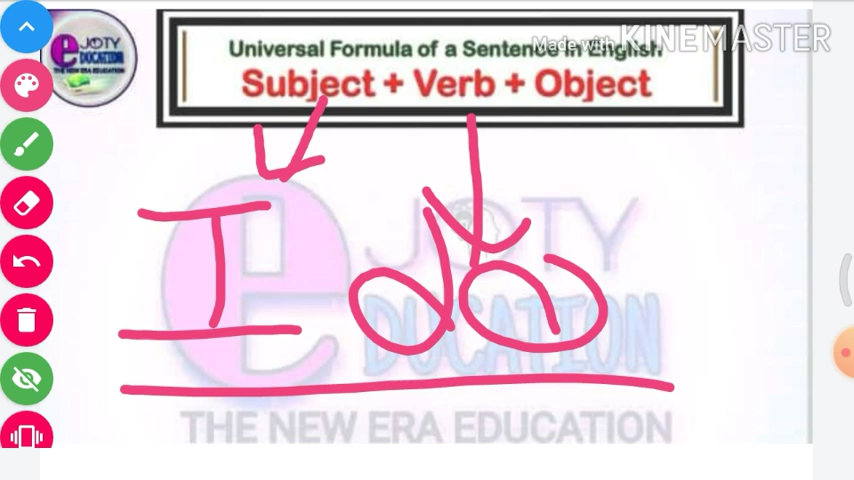 Made with KINEMASTER
Universal Formula of a Sentence in English
Subject + Verb + Object
e JOTY
EDUCATION
THE NEW ERA EDUCATION
I do
e JOTY
EDUCATION
THE NEW ERA EDUCATION